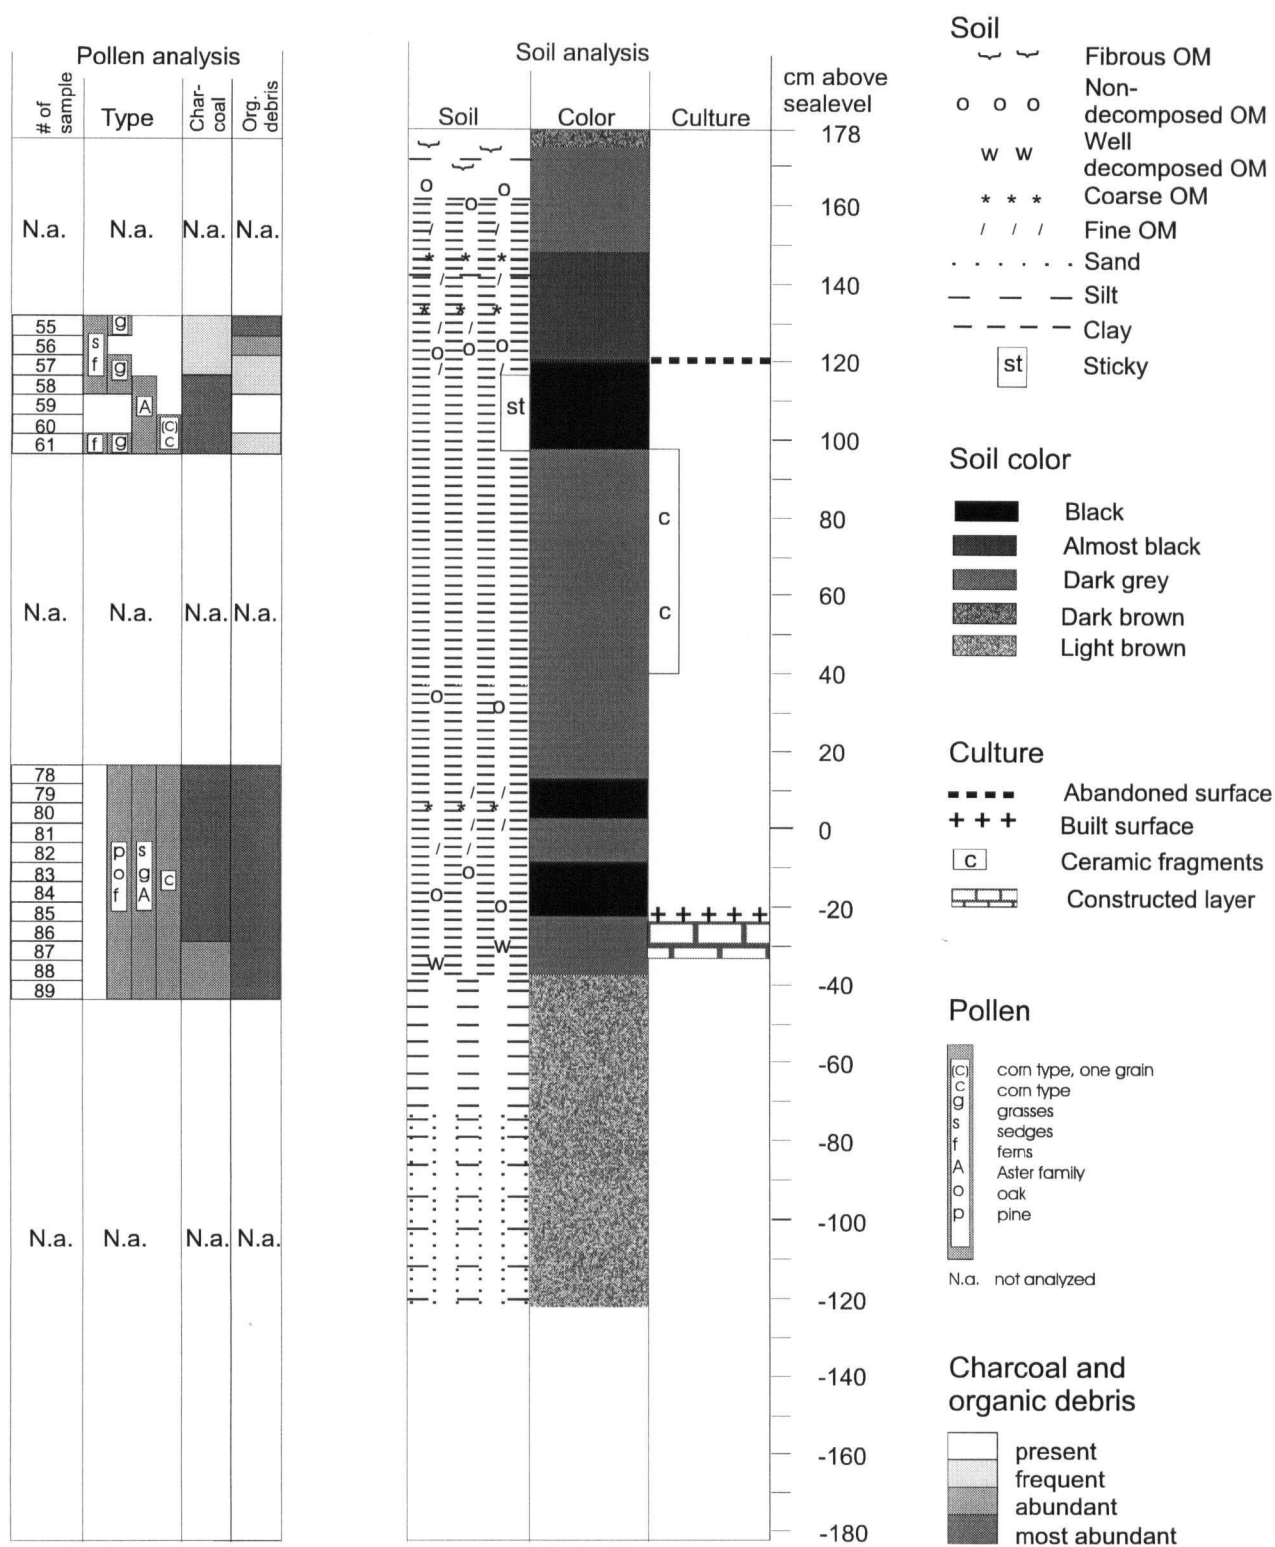 Pollen analysis
# of sample
Type
Char-
coal
Org.
debris
N.a. N.a. N.a. N.a.
55
56
57
58
59
60
61
g
s
f
g
A
(C)
c
f
g
N.a. N.a. N.a. N.a.
78
79
80
81
82
83
84
85
86
87
88
89
p
o
f
s
g
A
c
N.a. N.a. N.a. N.a.
Soil analysis
Soil Color Culture
cm above
sealevel
178
160
140
120
100
80
60
40
20
0
-20
-40
-60
-80
-100
-120
-140
-160
-180
o o
o
* * *
* * *
o o o
st
c
c
o o
* * *
o
o o
w
w
Soil
Fibrous OM
o o o Non-
decomposed OM
w w Well
decomposed OM
* * * Coarse OM
/ / / Fine OM
Sand
Silt
Clay
st Sticky
Soil color
Black
Almost black
Dark grey
Dark brown
Light brown
Culture
Abandoned surface
+ + + Built surface
c Ceramic fragments
Constructed layer
Pollen
(C) corn type, one grain
c corn type
g grasses
s sedges
f ferns
A Aster family
o oak
p pine
N.a. not analyzed
Charcoal and
organic debris
present
frequent
abundant
most abundant